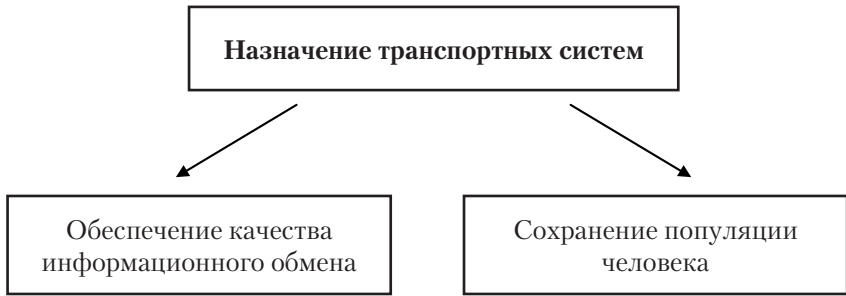 Назначение транспортных систем
Обеспечение качества
информационного обмена
Сохранение популяции
человека